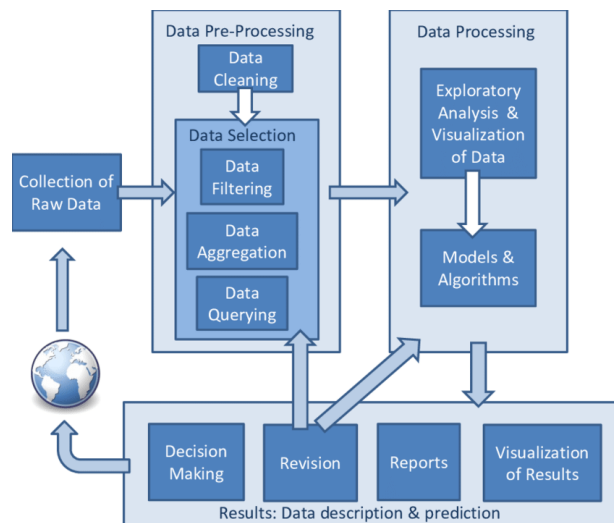 Data Pre-Processing
Data
Cleaning
Data Selection
Data
Filtering
Data
Aggregation
Data
Querying
Collection of
Raw Data
Data Processing
Exploratory
Analysis &
Visualization
of Data
Models &
Algorithms
Decision
Making
Revision
Reports
Visualization
of Results
Results: Data description & prediction